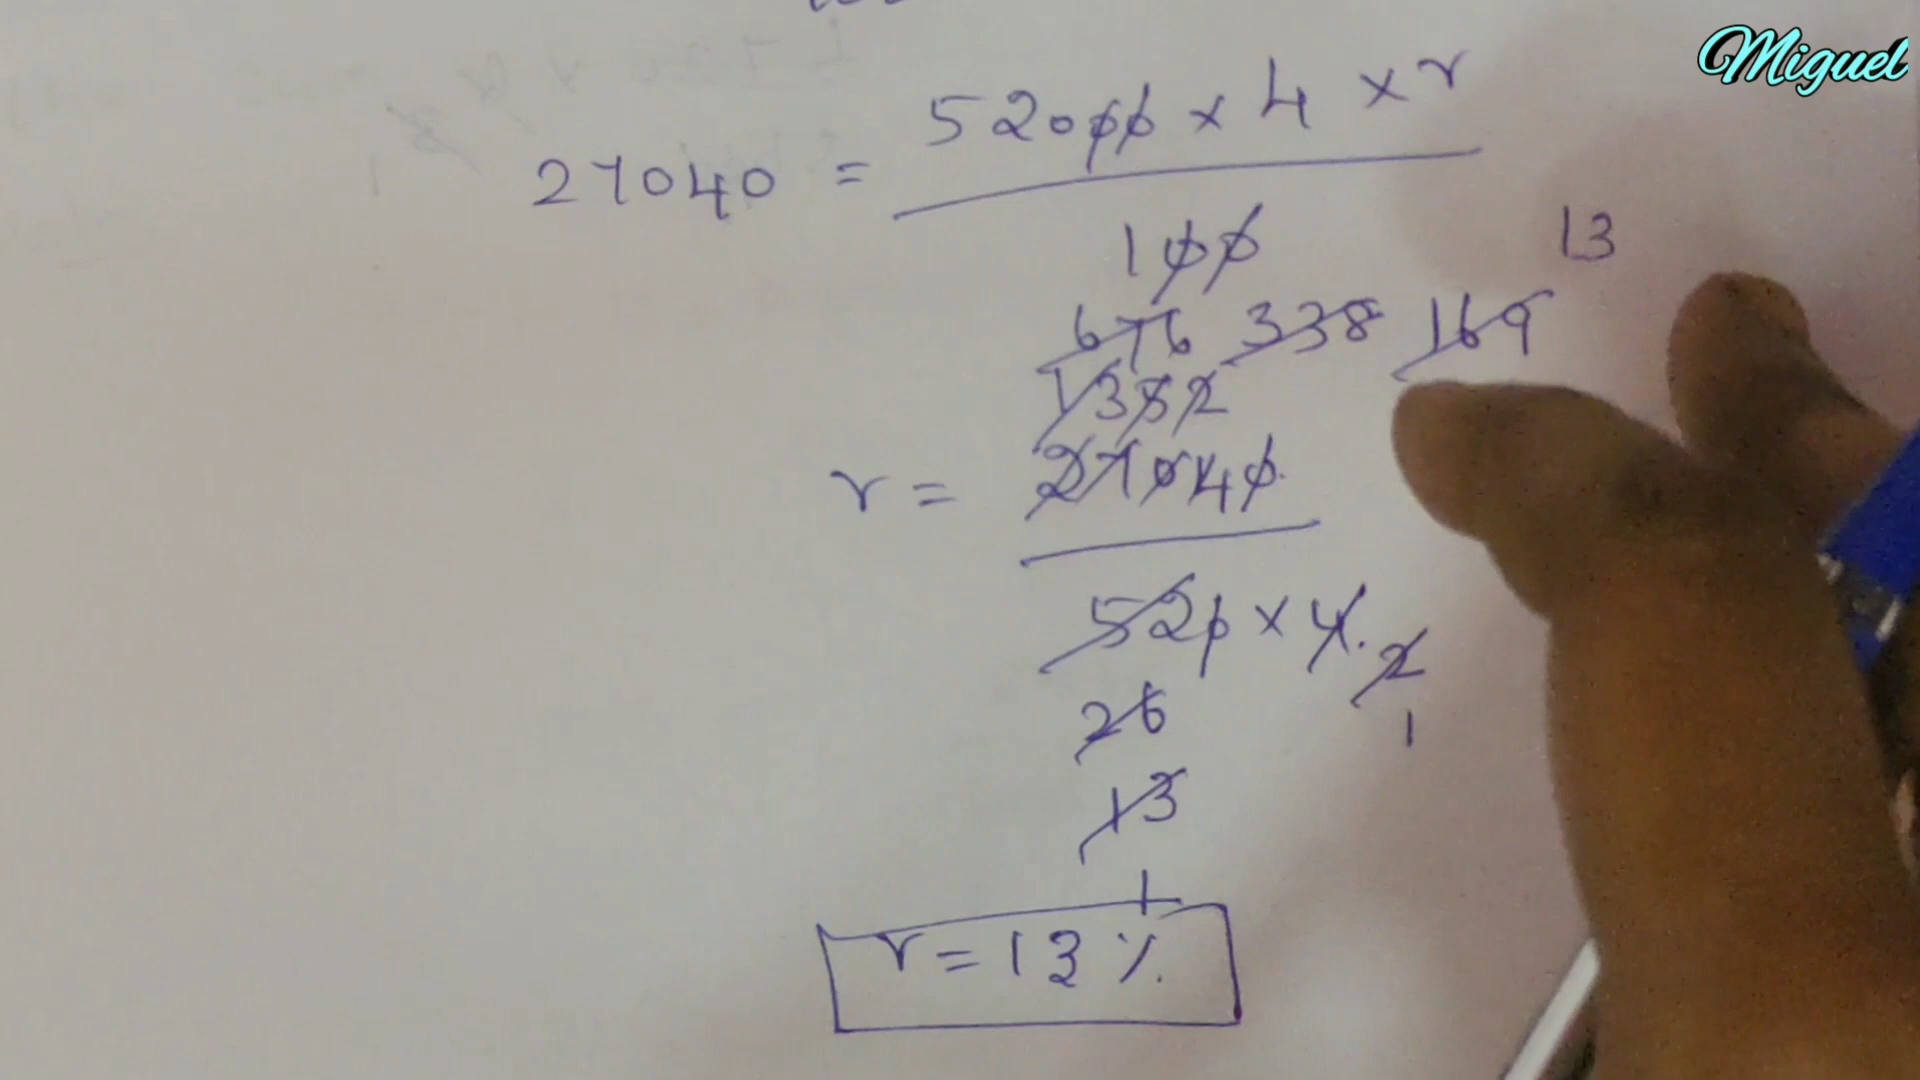 Miguel
52000 × 4 × r
27040 =
100
13
676 338 169
1352
r = 27040
520 × 4
2
26
1
13
1
r = 13 %